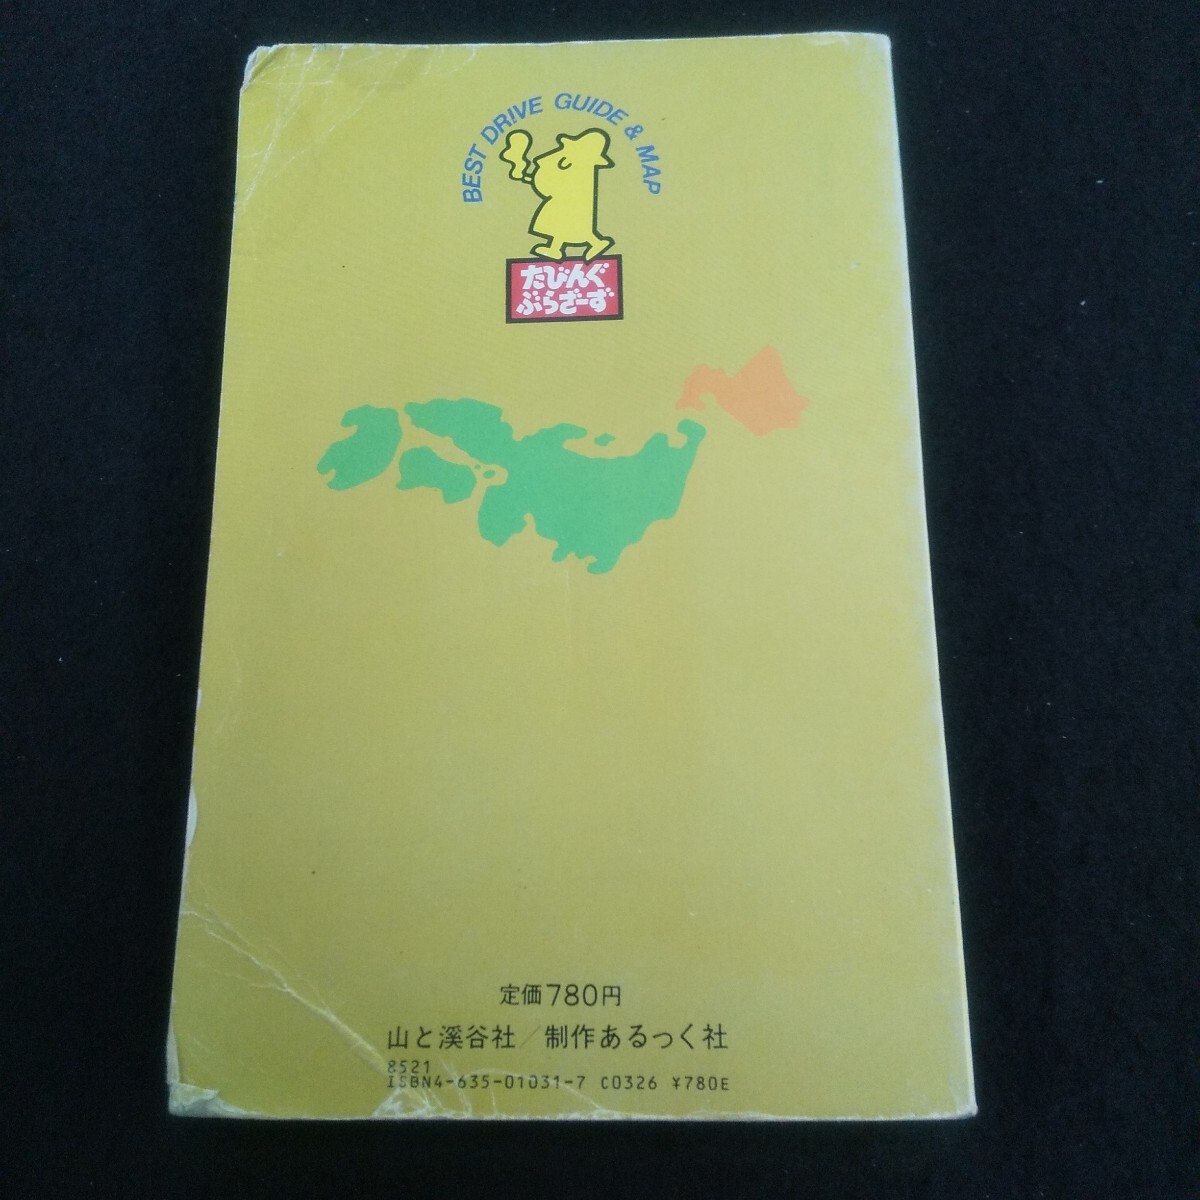 BEST DRIVE GUIDE & MAP
たびんぐ
ぶらざーず
定価780円
山と溪谷社/制作あるっく社
8521
ISBN4-635-01031-7 C0326 ¥780E